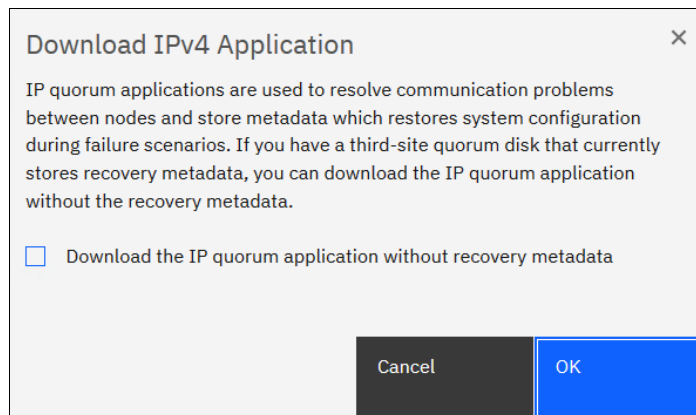 Download IPv4 Application
IP quorum applications are used to resolve communication problems
between nodes and store metadata which restores system configuration
during failure scenarios. If you have a third-site quorum disk that currently
stores recovery metadata, you can download the IP quorum application
without the recovery metadata.
Download the IP quorum application without recovery metadata
Cancel
OK